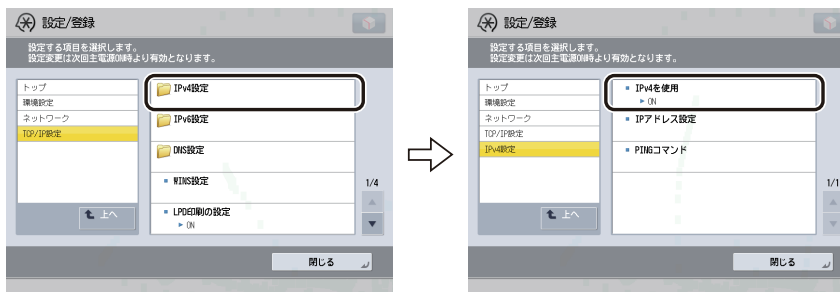 設定/登録
設定する項目を選択します。
設定変更は次回主電源ON時より有効となります。
トップ
環境設定
ネットワーク
TCP/IP設定
上へ
IPv4設定
IPv6設定
DNS設定
WINS設定
LPD印刷の設定
ON
1/4
閉じる
設定/登録
設定する項目を選択します。
設定変更は次回主電源ON時より有効となります。
トップ
環境設定
ネットワーク
TCP/IP設定
IPv4設定
上へ
IPv4を使用
ON
IPアドレス設定
PINGコマンド
1/1
閉じる